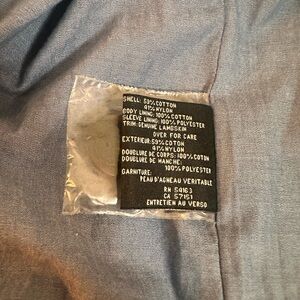 SHELL: 59% COTTON
41% NYLON
BODY LINING: 100% COTTON
SLEEVE LINING: 100% POLYESTER
TRIM: GENUINE LAMBSKIN
OVER FOR CARE
EXTERIEUR: 59% COTTON
41% NYLON
DOUBLURE DE CORPS: 100% COTON
DOUBLURE DE MANCHE:
100% POLYESTER
GARNITURE:
PEAU D'AGNEAU VERITABLE
RN 59163
CA 57151
ENTRETIEN AU VERSO